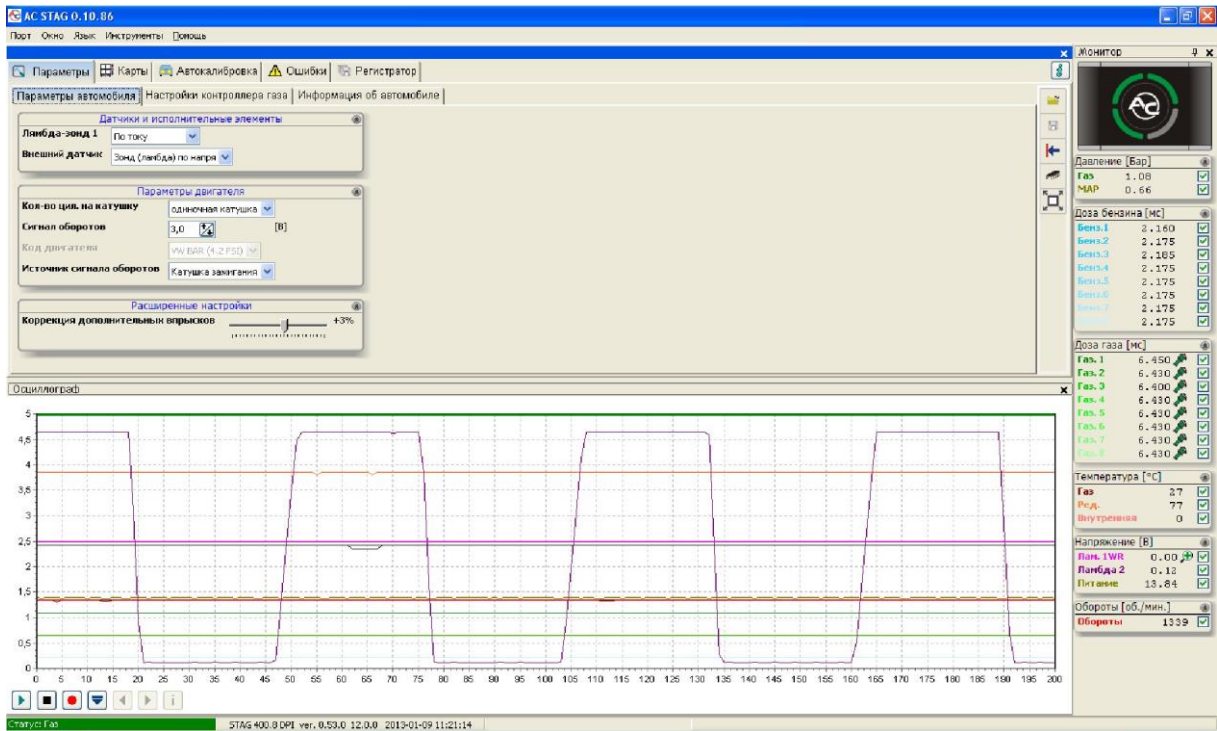 AC STAG 0.10.86
Порт Окно Язык Инструменты Помощь
Параметры Карты Автокалибровка Ошибки Регистратор
Параметры автомобиля Настройки контроллера газа Информация об автомобиле
Датчики и исполнительные элементы
Лямбда-зонд 1 По току
Внешний датчик Зонд (лямбда) по напря
Параметры двигателя
Кол-во цил. на катушку одиночная катушка
Сигнал оборотов 3,0 [В]
Код двигателя VW BAR (4.2 FSI)
Источник сигнала оборотов Катушка зажигания
Расширенные настройки
Коррекция дополнительных впрысков +3%
Осциллограф
5
4,5
4
3,5
3
2,5
2
1,5
1
0,5
0
0 5 10 15 20 25 30 35 40 45 50 55 60 65 70 75 80 85 90 95 100 105 110 115 120 125 130 135 140 145 150 155 160 165 170 175 180 185 190 195 200
Статус: Газ
STAG 400.8 DPI ver. 0.53.0 12.0.0 2013-01-09 11:21:14
Монитор
AC
Давление [Бар]
Газ 1.08
MAP 0.66
Доза бензина [мс]
Бенз.1 2.160
Бенз.2 2.175
Бенз.3 2.185
Бенз.4 2.175
Бенз.5 2.175
Бенз.6 2.175
Бенз.7 2.175
2.175
Доза газа [мс]
Газ. 1 6.450
Газ. 2 6.430
Газ. 3 6.400
Газ. 4 6.430
Газ. 5 6.430
Газ. 6 6.430
Газ. 7 6.430
Газ. 8 6.430
Температура [°C]
Газ 27
Ред. 77
Внутренняя 0
Напряжение [В]
Лам. 1WR 0.00
Лямбда 2 0.12
Питание 13.84
Обороты [об./мин.]
Обороты 1339